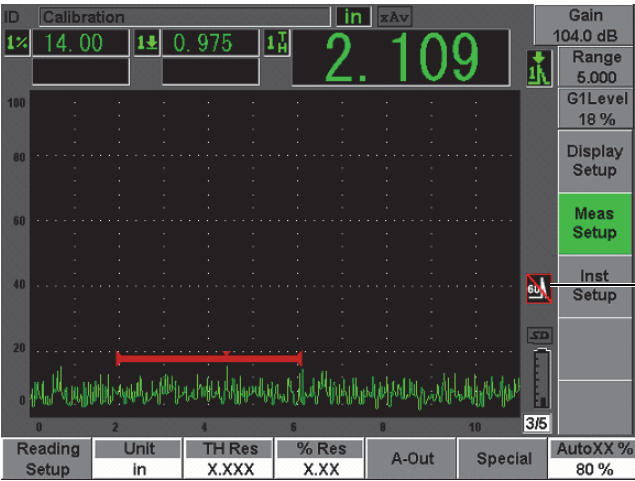 ID Calibration in xAv
Gain
104.0 dB
1% 14.00 1 0.975 1 T H 2.109
Range
5.000
G1Level
18 %
Display
Setup
Meas
Setup
Inst
Setup
100
80
60
40
20
0
0 2 4 6 8 10
60
SD
3/5
Reading
Setup
Unit
in
TH Res
X.XXX
% Res
X.XX
A-Out
Special
AutoXX %
80 %